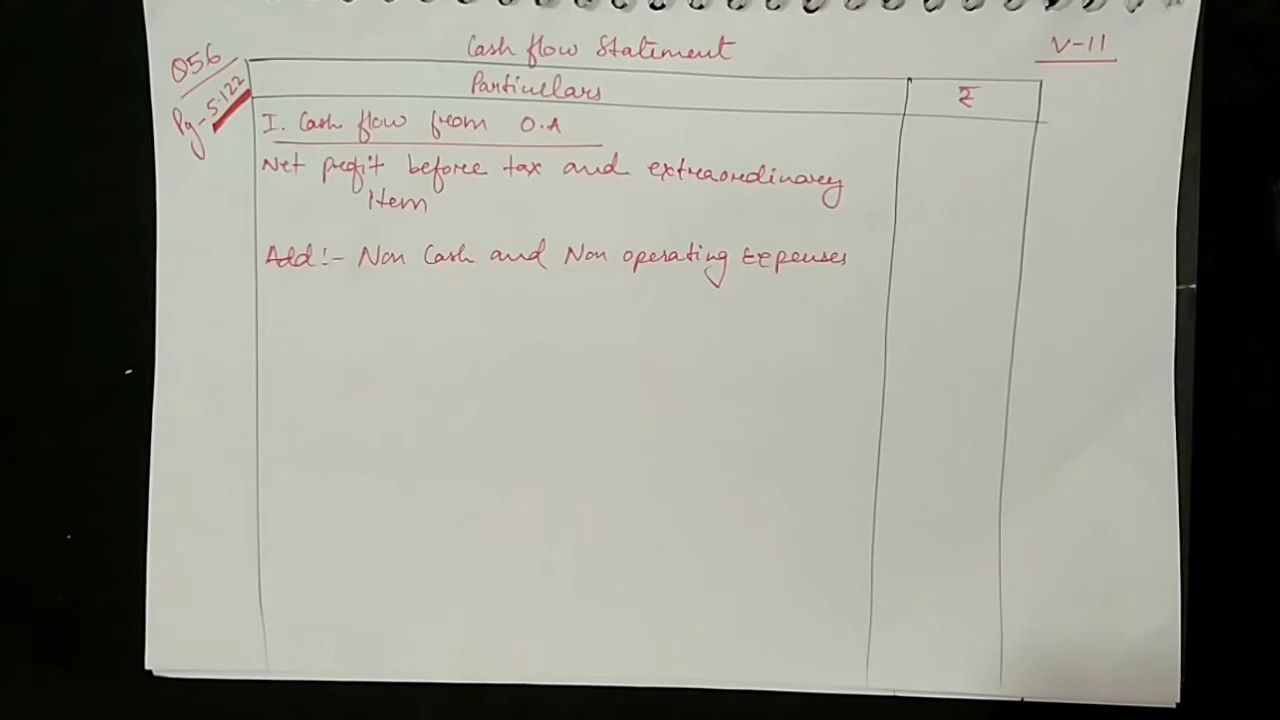 Cash flow Statement
V-11
Q56
Pg-5.122
Particulars
₹
I. Cash flow from O.A
Net profit before tax and extraordinary
Item
Add:- Non Cash and Non operating Expenses